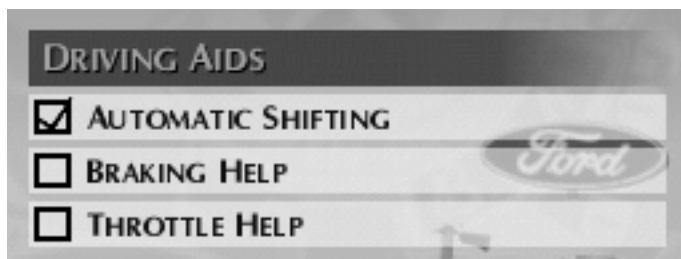 DRIVING AIDS
AUTOMATIC SHIFTING
BRAKING HELP
Ford
THROTTLE HELP